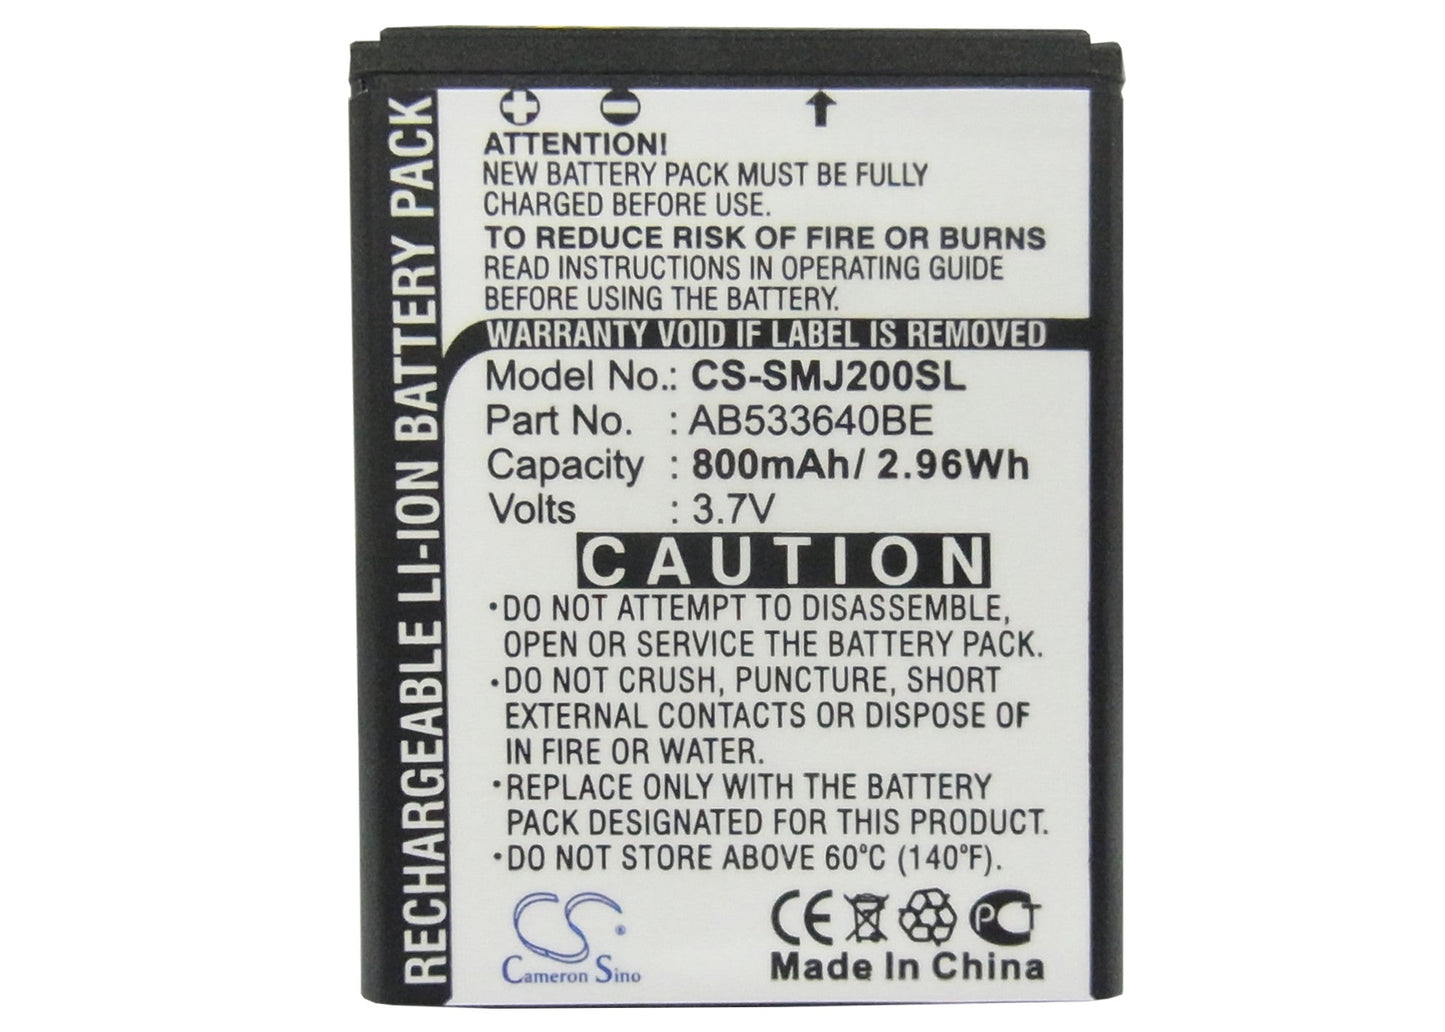 RECHARGEABLE LI-ION BATTERY PACK
ATTENTION!
NEW BATTERY PACK MUST BE FULLY
CHARGED BEFORE USE.
TO REDUCE RISK OF FIRE OR BURNS
READ INSTRUCTIONS IN OPERATING GUIDE
BEFORE USING THE BATTERY.
WARRANTY VOID IF LABEL IS REMOVED
Model No.: CS-SMJ200SL
Part No. : AB533640BE
Capacity : 800mAh/ 2.96Wh
Volts : 3.7V
CAUTION
•DO NOT ATTEMPT TO DISASSEMBLE,
OPEN OR SERVICE THE BATTERY PACK.
•DO NOT CRUSH, PUNCTURE, SHORT
EXTERNAL CONTACTS OR DISPOSE OF
IN FIRE OR WATER.
•REPLACE ONLY WITH THE BATTERY
PACK DESIGNATED FOR THIS PRODUCT.
•DO NOT STORE ABOVE 60°C (140°F).
CS®
Cameron Sino
CE PCT
Made In China